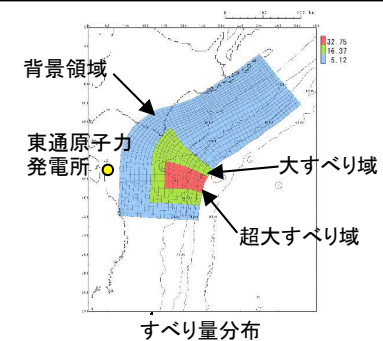 32.75
16.37
5.12
背景領域
東通原子力
発電所
大すべり域
超大すべり域
すべり量分布